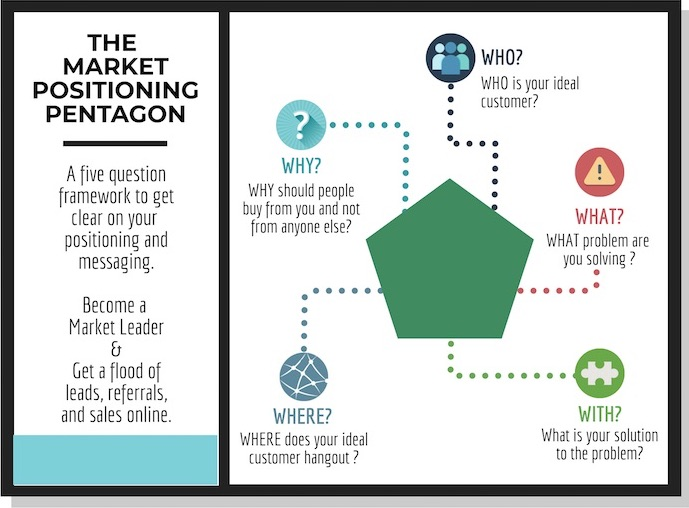 THE
MARKET
POSITIONING
PENTAGON
A five question
framework to get
clear on your
positioning and
messaging.
Become a
Market Leader
&
Get a flood of
leads, referrals,
and sales online.
WHO?
WHO is your ideal
customer?
?
WHY?
WHY should people
buy from you and not
from anyone else?
!
WHAT?
WHAT problem are
you solving ?
WHERE?
WHERE does your ideal
customer hangout ?
WITH?
What is your solution
to the problem?